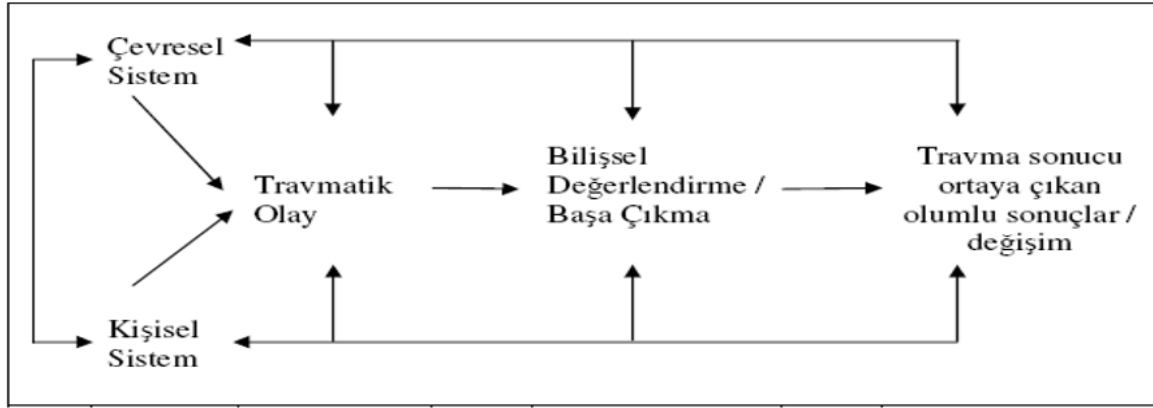 Çevresel
Sistem
Travmatik
Olay
Bilişsel
Değerlendirme /
Başa Çıkma
Travma sonucu
ortaya çıkan
olumlu sonuçlar /
değişim
Kişisel
Sistem